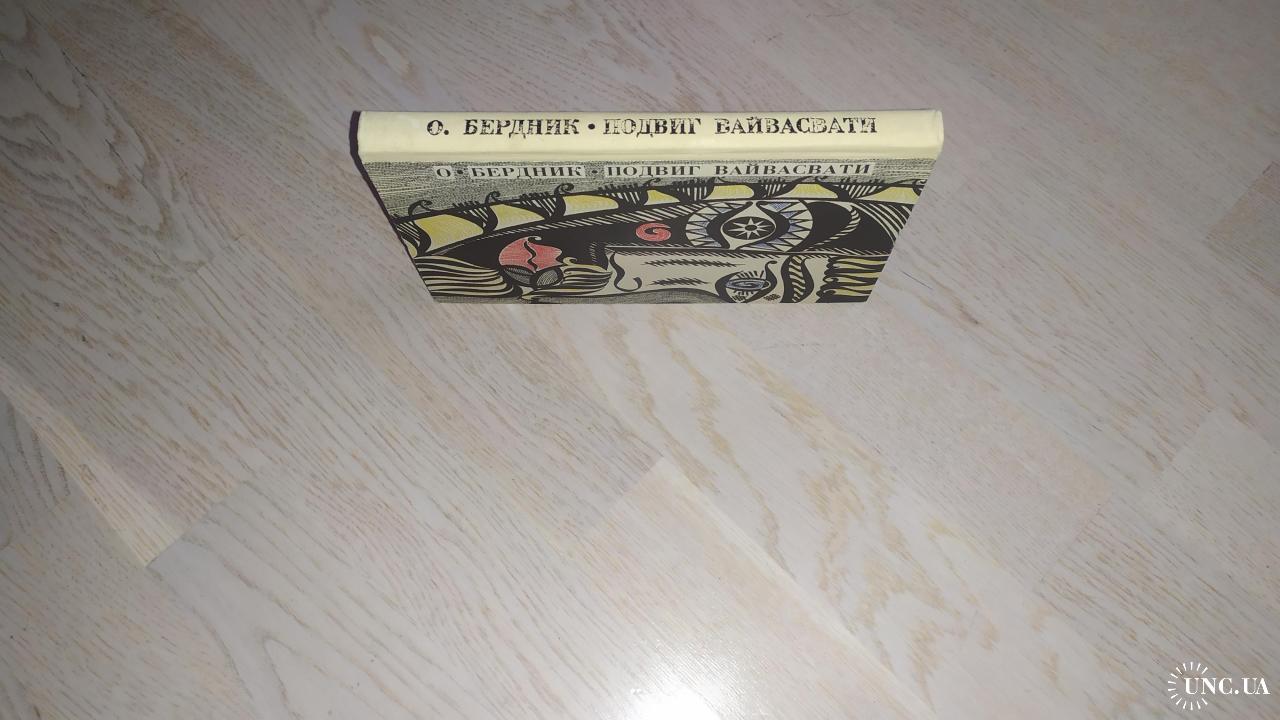 О. БЕРДНИК • ПОДВИГ ВАЙВАСВАТИ
О • БЕРДНИК • ПОДВИГ ВАЙВАСВАТИ
UNC.UA